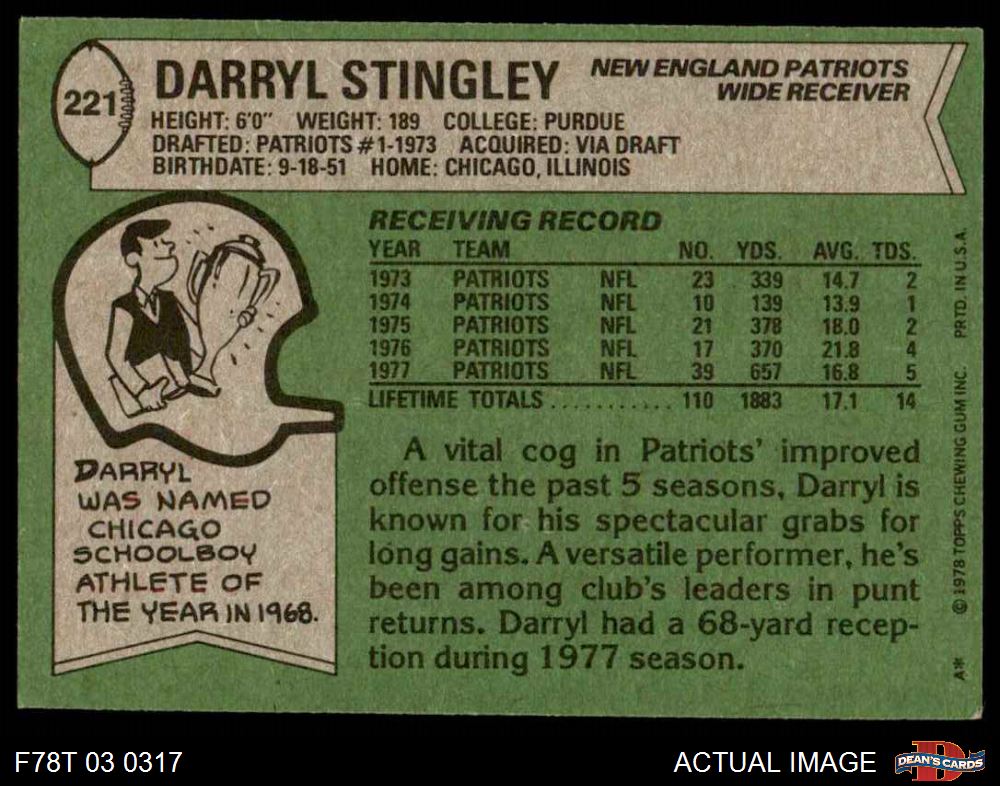 221
DARRYL STINGLEY
NEW ENGLAND PATRIOTS
WIDE RECEIVER
HEIGHT: 6'0" WEIGHT: 189 COLLEGE: PURDUE
DRAFTED: PATRIOTS #1-1973 ACQUIRED: VIA DRAFT
BIRTHDATE: 9-18-51 HOME: CHICAGO, ILLINOIS
RECEIVING RECORD
YEAR TEAM NO. YDS. AVG. TDS.
1973 PATRIOTS NFL 23 339 14.7 2
1974 PATRIOTS NFL 10 139 13.9 1
1975 PATRIOTS NFL 21 378 18.0 2
1976 PATRIOTS NFL 17 370 21.8 4
1977 PATRIOTS NFL 39 657 16.8 5
LIFETIME TOTALS........... 110 1883 17.1 14
A vital cog in Patriots' improved
offense the past 5 seasons, Darryl is
known for his spectacular grabs for
long gains. A versatile performer, he's
been among club's leaders in punt
returns. Darryl had a 68-yard recep-
tion during 1977 season.
DARRYL
WAS NAMED
CHICAGO
SCHOOLBOY
ATHLETE OF
THE YEAR IN 1968.
A* © 1978 TOPPS CHEWING GUM INC. PRTD. IN U.S.A.
F78T 03 0317
ACTUAL IMAGE
D
DEAN'S CARDS